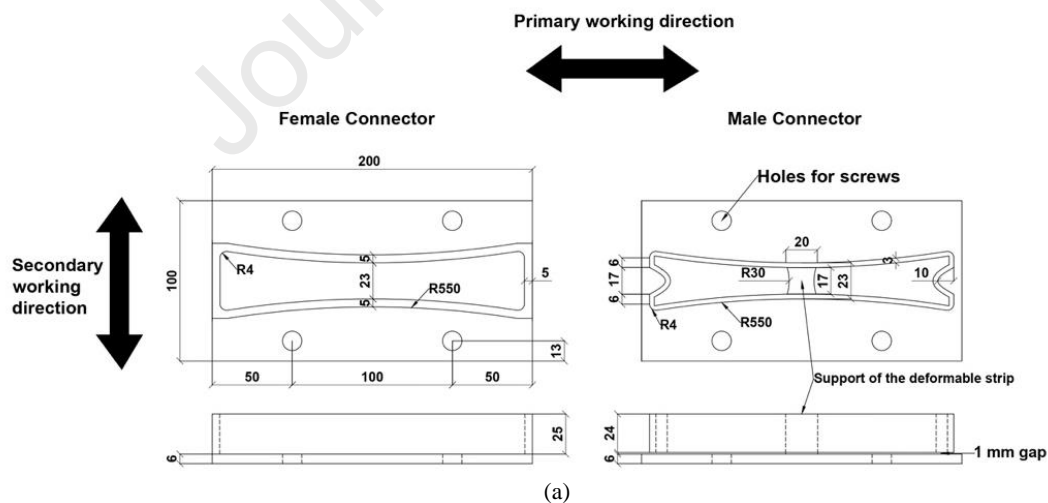 Jour
Primary working direction
Female Connector
Male Connector
200
Holes for screws
Secondary
working
direction
100
R4
5
23
5
R550
5
13
50
100
50
6
17
6
20
R30
17
23
3
10
R4
R550
Support of the deformable strip
25
6
24
6
1 mm gap
(a)